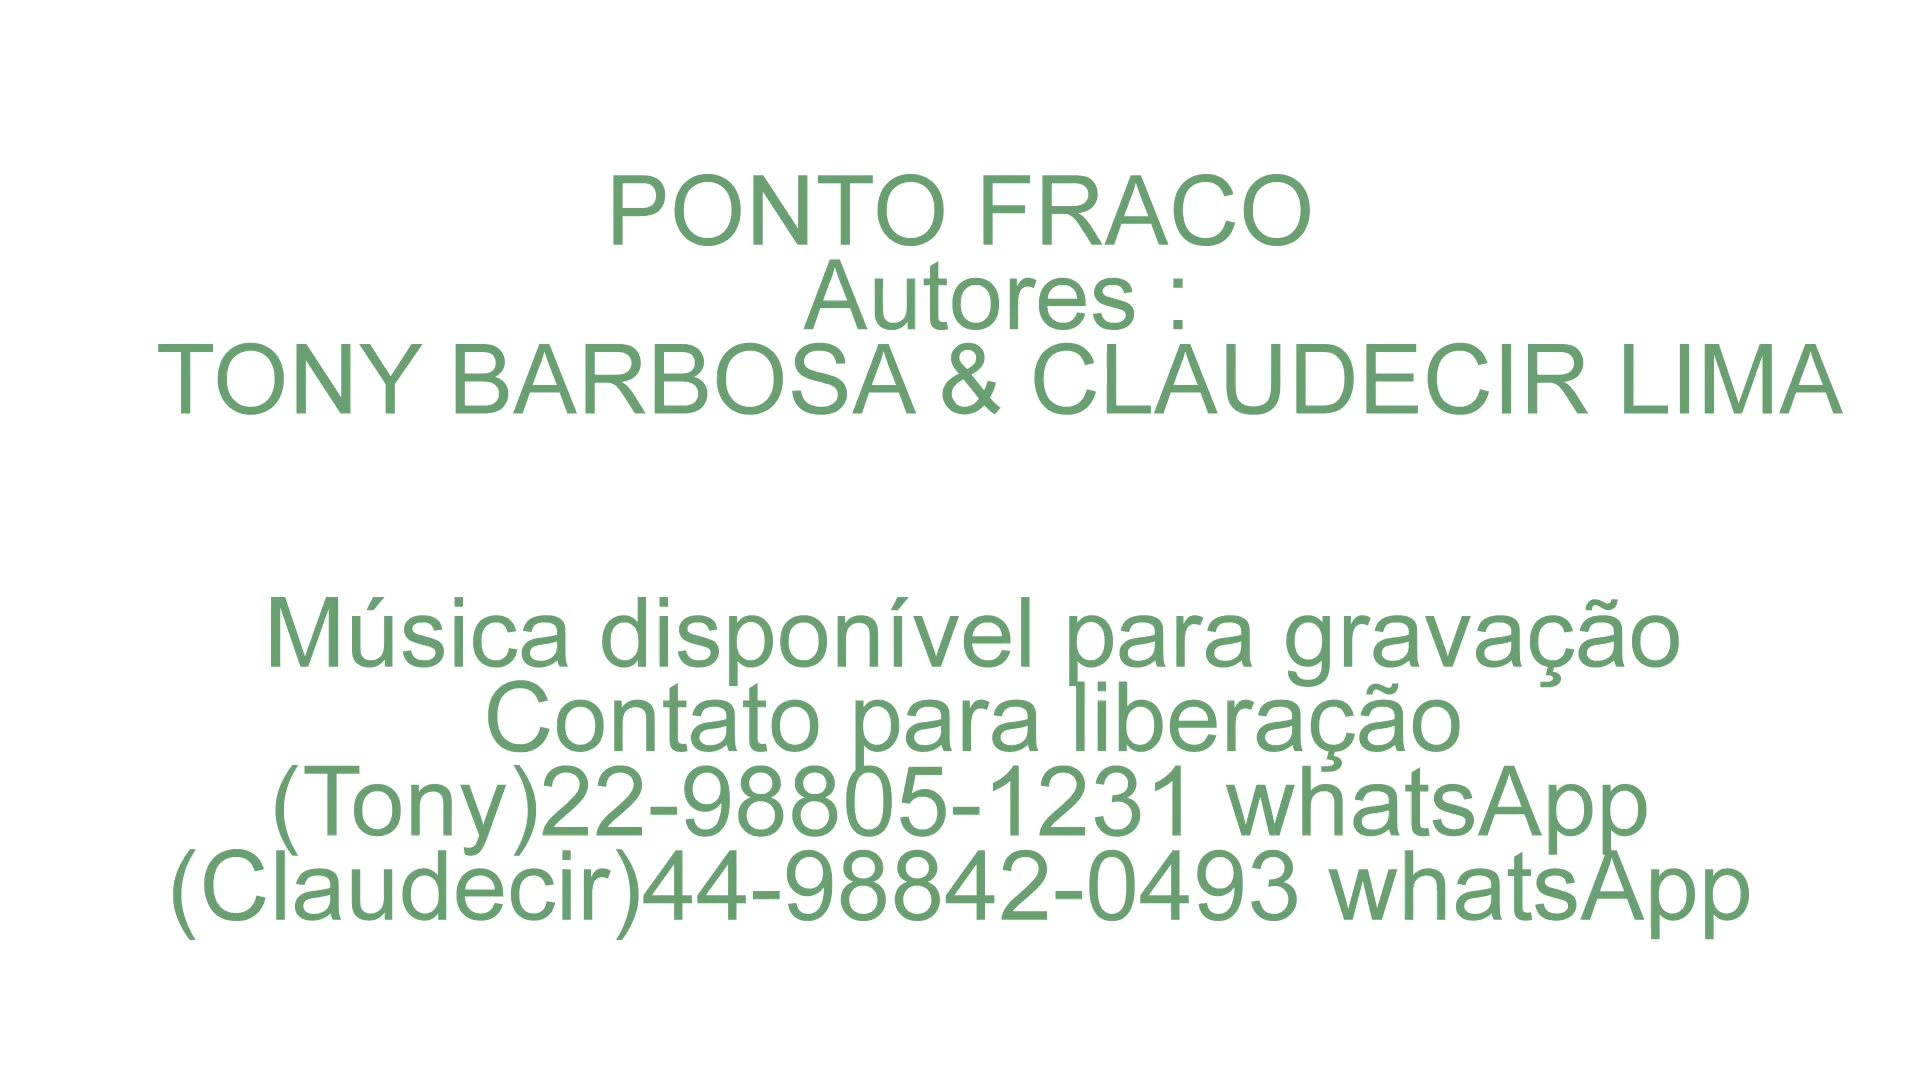 PONTO FRACO
Autores :
TONY BARBOSA & CLAUDECIR LIMA
Música disponível para gravação
Contato para liberação
(Tony)22-98805-1231 whatsApp
(Claudecir)44-98842-0493 whatsApp